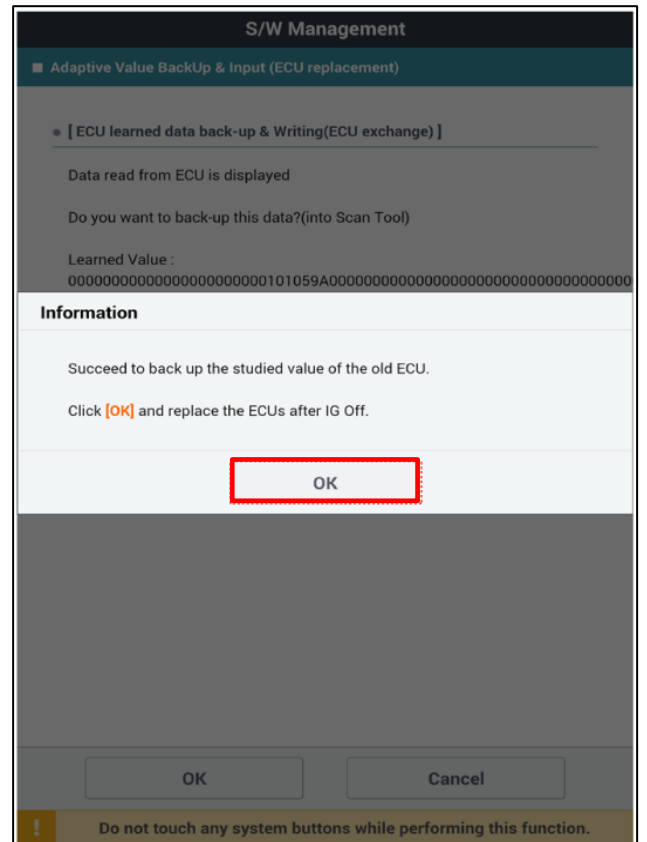 S/W Management
Adaptive Value BackUp & Input (ECU replacement)
[ ECU learned data back-up & Writing(ECU exchange) ]
Data read from ECU is displayed
Do you want to back-up this data?(into Scan Tool)
Learned Value :
00000000000000000000000101059A00000000000000000000000000000000000
Information
Succeed to back up the studied value of the old ECU.
Click [OK] and replace the ECUs after IG Off.
OK
OK Cancel
! Do not touch any system buttons while performing this function.